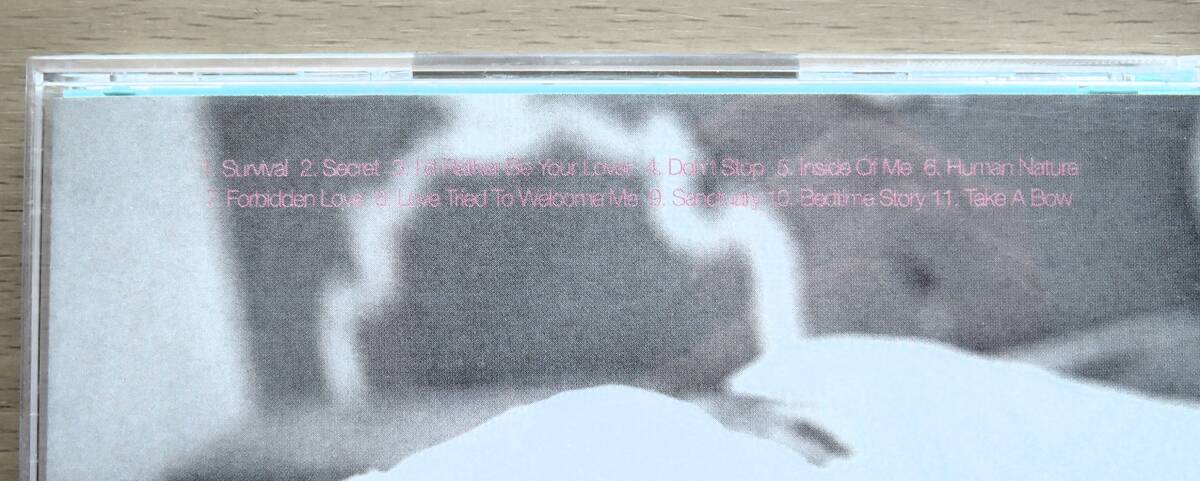 1. Survival 2. Secret 3. I'd Rather Be Your Lover 4. Don't Stop 5. Inside Of Me 6. Human Nature
7. Forbidden Love 8. Love Tried To Welcome Me 9. Sanctuary 10. Bedtime Story 11. Take A Bow